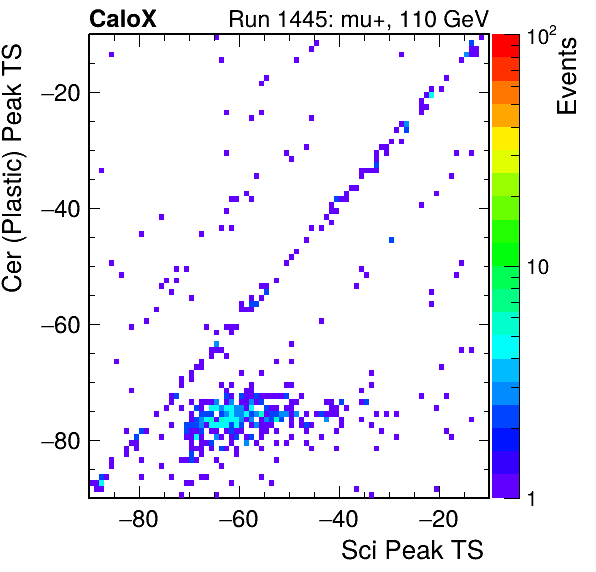 CaloX Run 1445: mu+, 110 GeV
Cer (Plastic) Peak TS
−20
−40
−60
−80
−80 −60 −40 −20
Sci Peak TS
10²
10
1
Events